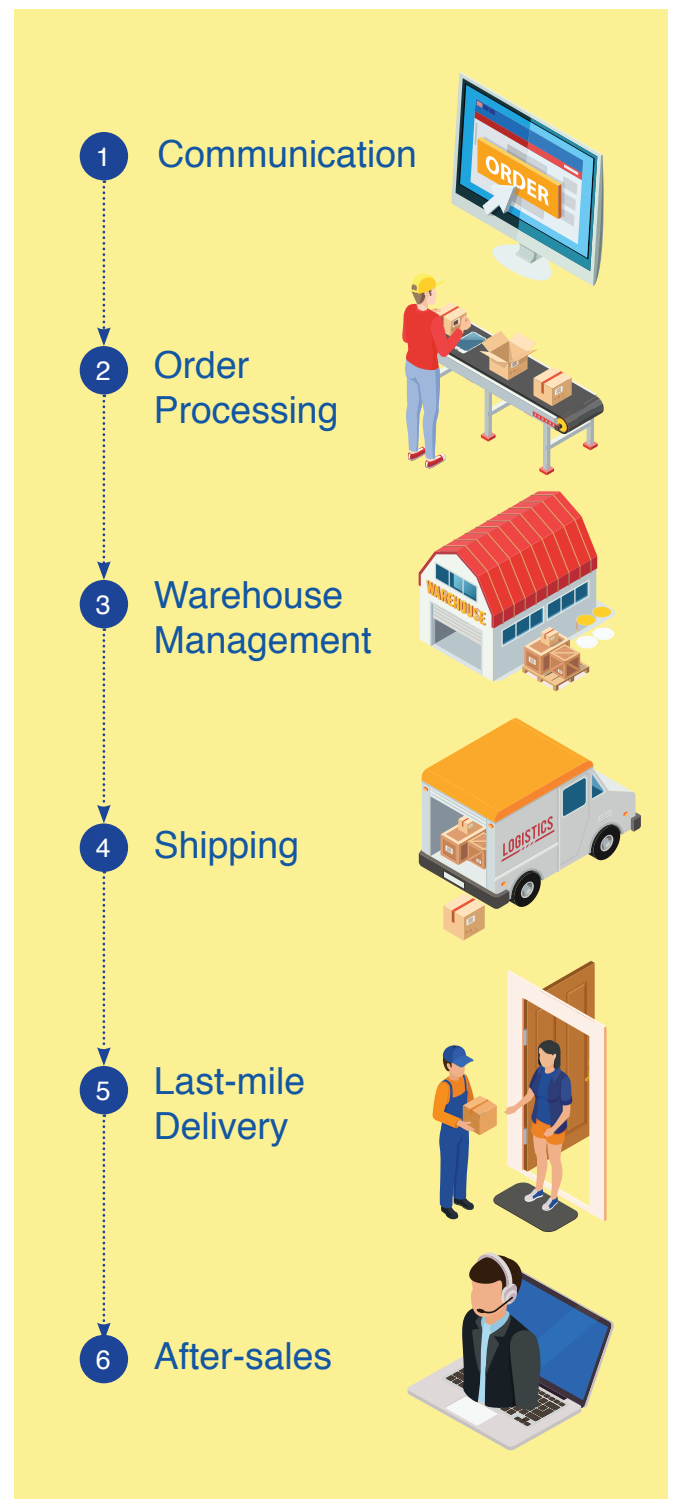 1
Communication
ORDER
2
Order
Processing
3
Warehouse
Management
WAREHOUSE
4
Shipping
LOGISTICS
5
Last-mile
Delivery
6
After-sales